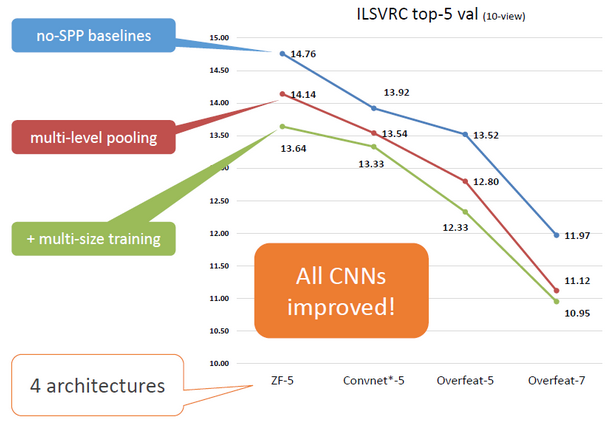 ILSVRC top-5 val (10-view)
no-SPP baselines
multi-level pooling
+ multi-size training
15.00
14.50
14.00
13.50
12.50
12.00
11.50
11.00
10.50
10.00
14.76
13.92
13.52
11.97
14.14
13.54
12.80
11.12
13.64
13.33
12.33
10.95
All CNNs
improved!
4 architectures
ZF-5
Convnet*-5
Overfeat-5
Overfeat-7